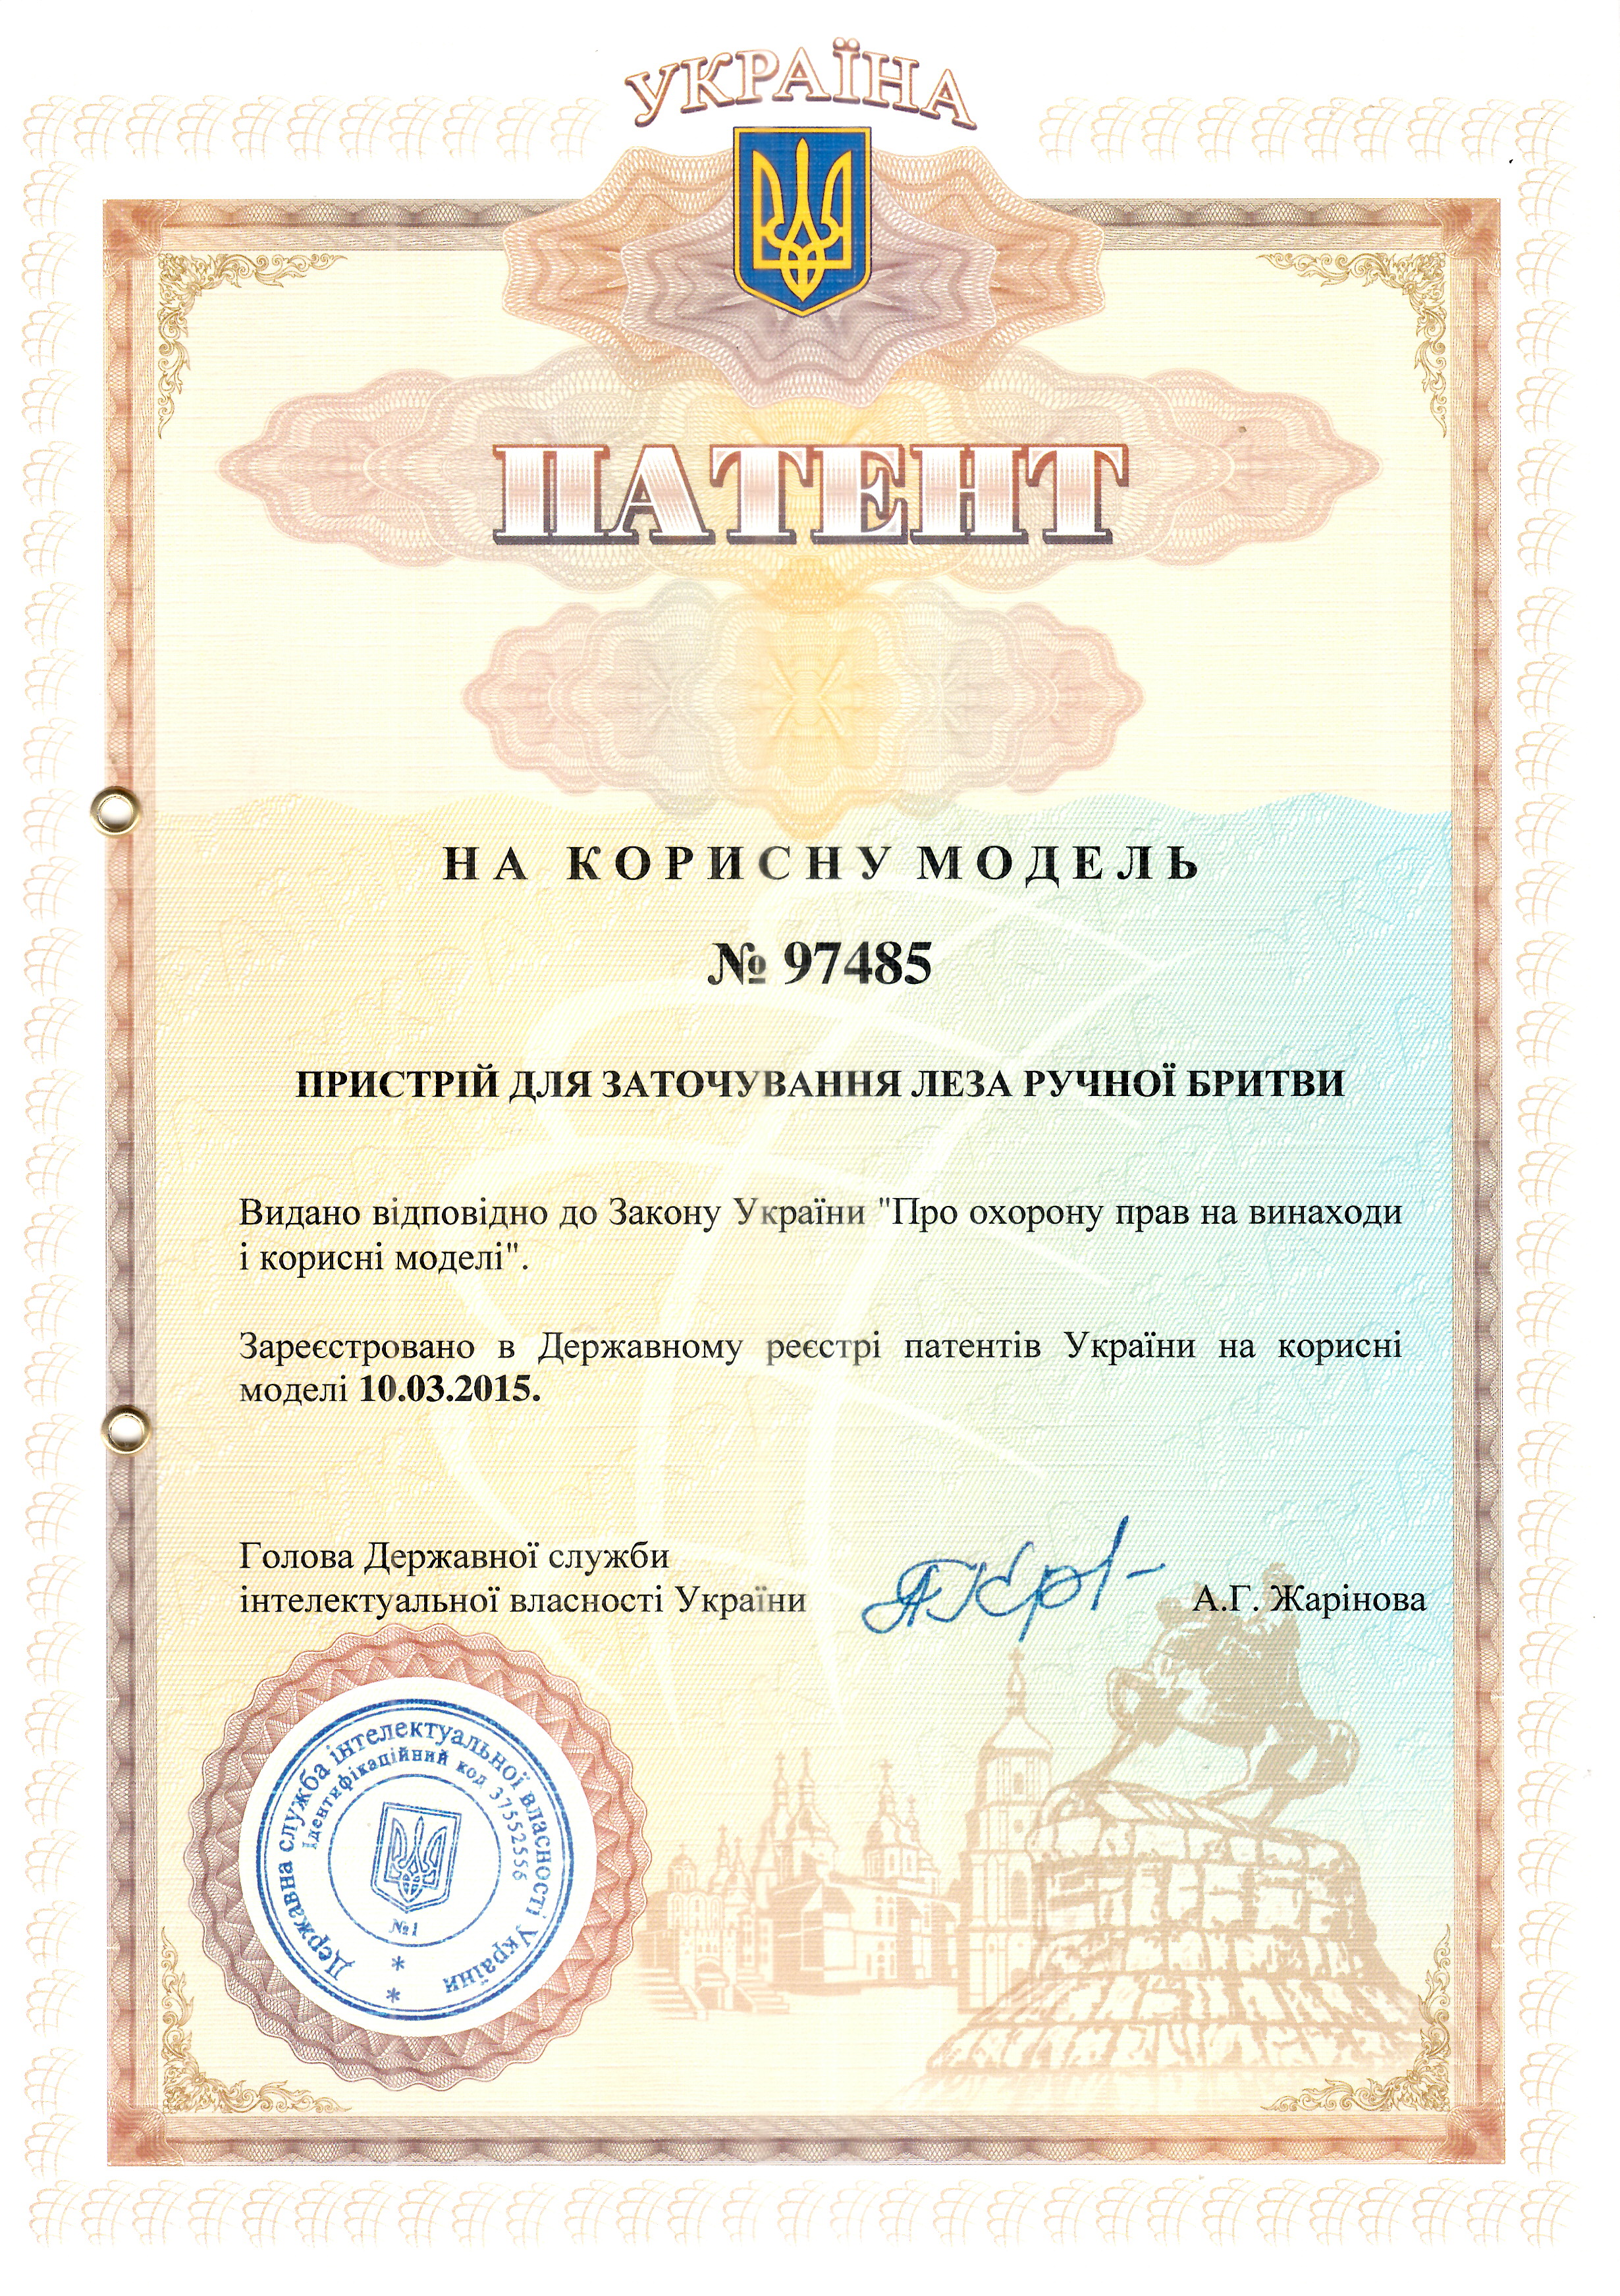 УКРАЇНА
ПАТЕНТ
НА КОРИСНУ МОДЕЛЬ
№ 97485
ПРИСТРІЙ ДЛЯ ЗАТОЧУВАННЯ ЛЕЗА РУЧНОЇ БРИТВИ
Видано відповідно до Закону України "Про охорону прав на винаходи
і корисні моделі".
Зареєстровано в Державному реєстрі патентів України на корисні
моделі 10.03.2015.
Голова Державної служби
інтелектуальної власності України
А.Г. Жарінова
Державна служба інтелектуальної власності України
Ідентифікаційний код 37552556
№1